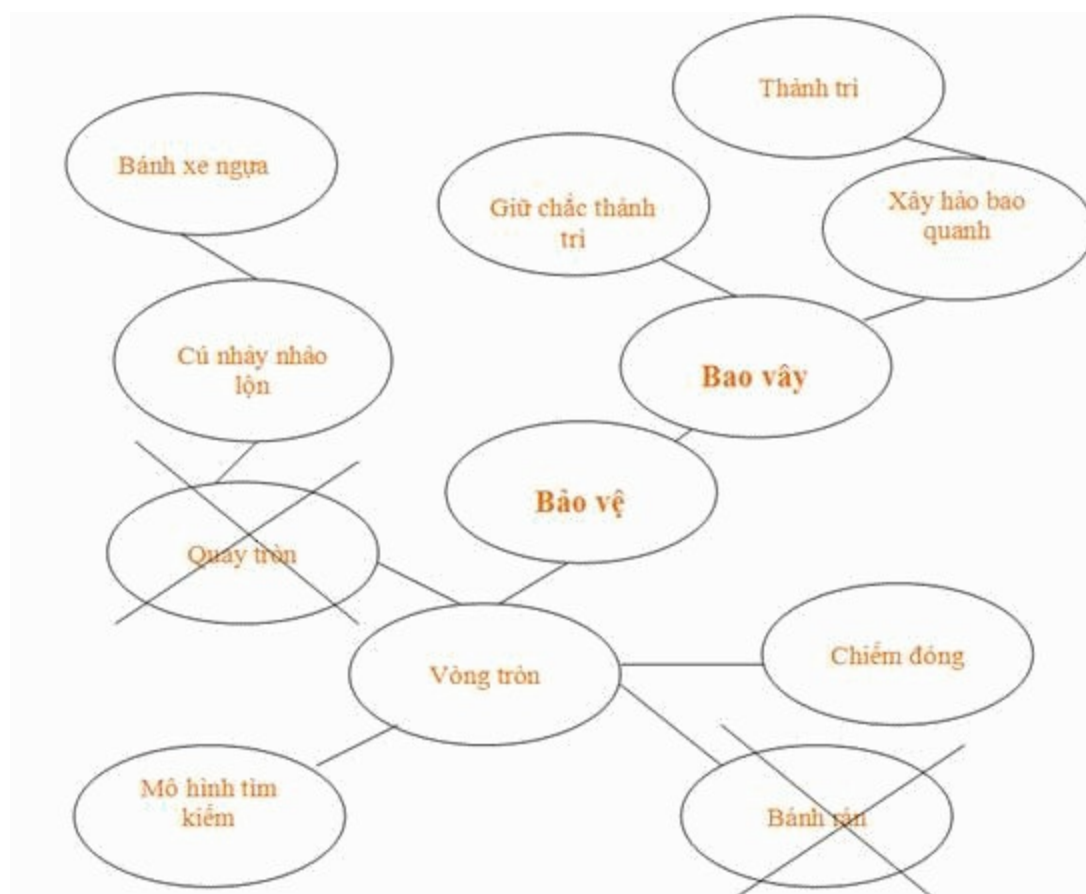 Thành trì
Bánh xe ngựa
Giữ chắc thành
trì
Xây hào bao
quanh
Cú nhảy nhào
lộn
Bao vây
Bảo vệ
Quay tròn
Vòng tròn
Chiếm đóng
Mô hình tìm
kiếm
Bánh rán